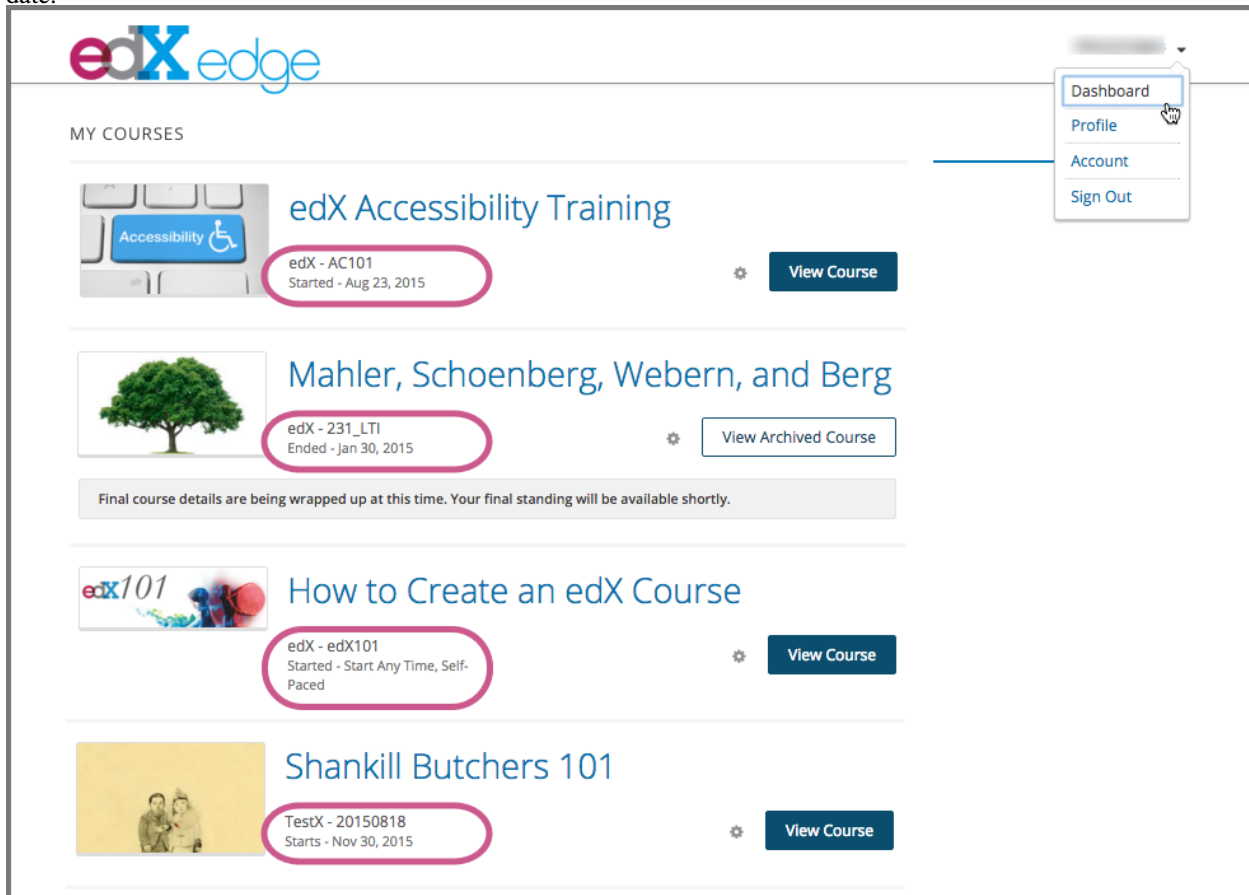 date.
edX edge
Dashboard
Profile
Account
Sign Out
MY COURSES
Accessibility
alt
edX Accessibility Training
edX - AC101
Started - Aug 23, 2015
View Course
Mahler, Schoenberg, Webern, and Berg
edX - 231_LTI
Ended - Jan 30, 2015
View Archived Course
Final course details are being wrapped up at this time. Your final standing will be available shortly.
edX101
How to Create an edX Course
edX - edX101
Started - Start Any Time, Self-
Paced
View Course
Shankill Butchers 101
TestX - 20150818
Starts - Nov 30, 2015
View Course